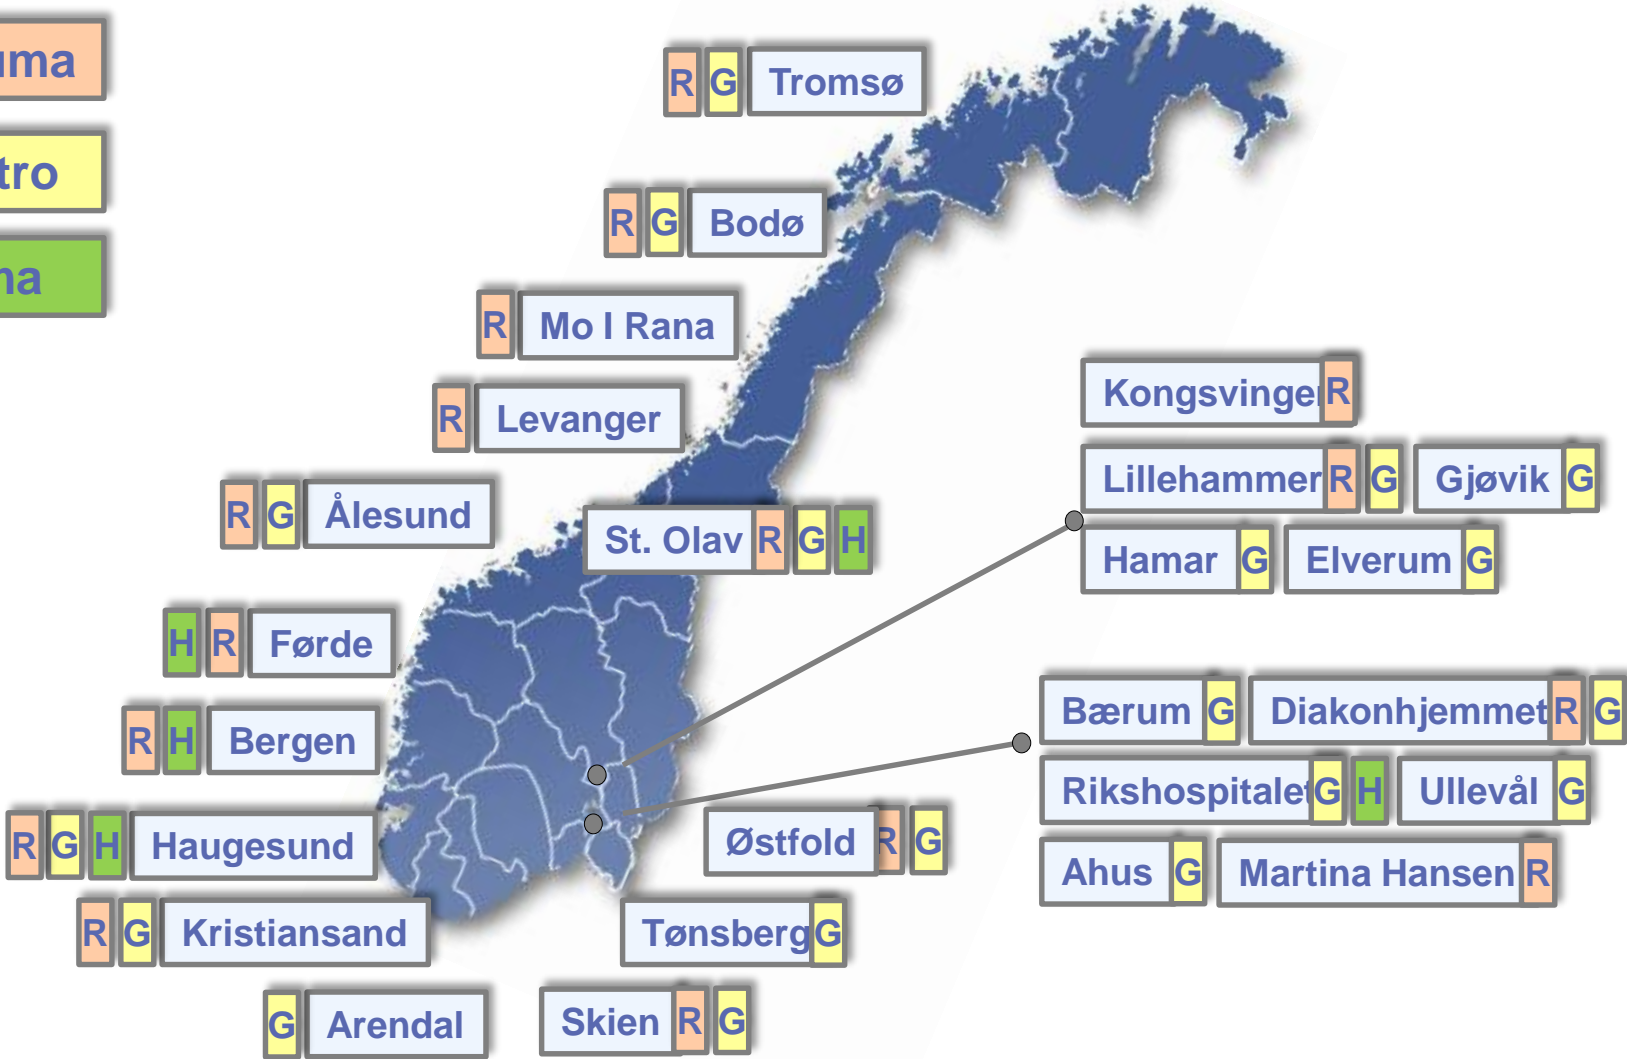 uma
tro
na
R G Tromsø
R G Bodø
R Mo I Rana
R Levanger
R G Ålesund
St. Olav R G H
H R Førde
R H Bergen
R G H Haugesund
R G Kristiansand
G Arendal
Skien R G
Tønsberg G
Østfold R G
Kongsvinger R
Lillehammer R G Gjøvik G
Hamar G Elverum G
Bærum G Diakonhjemmet R G
Rikshospitalet G H Ullevål G
Ahus G Martina Hansen R